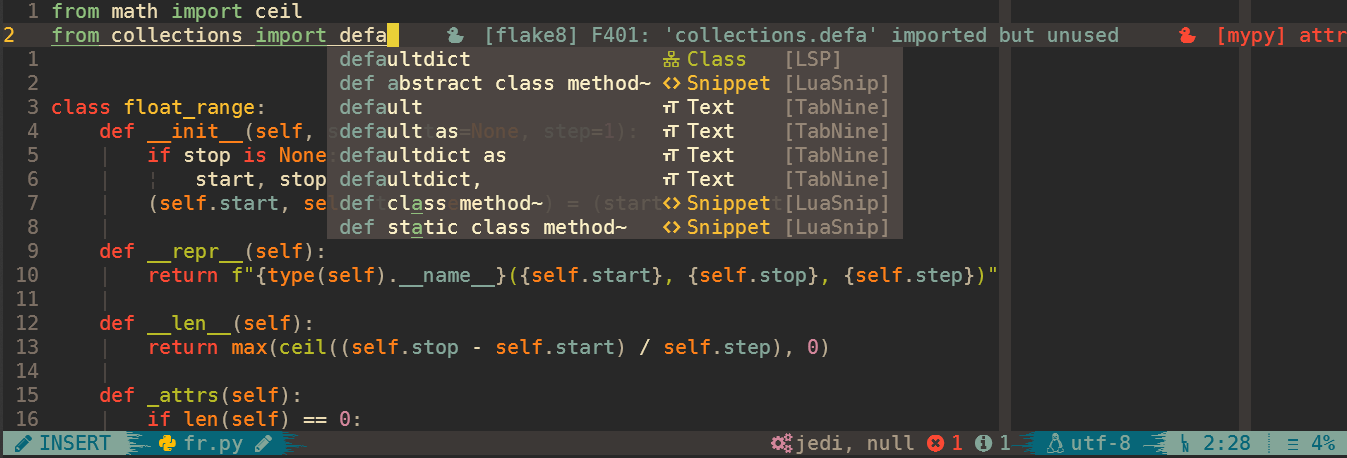 1 from math import ceil
2 from collections import defa [flake8] F401: 'collections.defa' imported but unused [mypy] attr
1 defaultdict Class [LSP]
2 def abstract class method~ Snippet [LuaSnip]
3 class float_range: default Text [TabNine]
4 def __init__(self, default as =None, step=1): Text [TabNine]
5 if stop is None defaultdict as Text [TabNine]
6 start, stop defaultdict, Text [TabNine]
7 (self.start, se def class method~ ) = (start Snippet [LuaSnip]
8 def static class method~ Snippet [LuaSnip]
9 def __repr__(self):
10 return f"{type(self).__name__}({self.start}, {self.stop}, {self.step})"
11
12 def __len__(self):
13 return max(ceil((self.stop - self.start) / self.step), 0)
14
15 def _attrs(self):
16 if len(self) == 0:
INSERT fr.py jedi, null 1 1 utf-8 2:28 4%